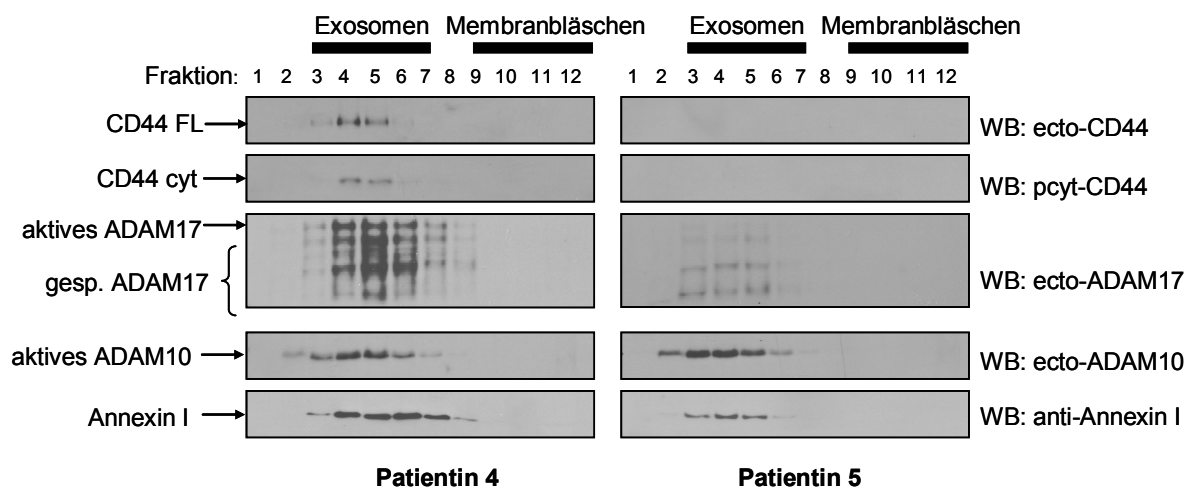 Exosomen Membranbläschen Exosomen Membranbläschen
Fraktion: 1 2 3 4 5 6 7 8 9 10 11 12 1 2 3 4 5 6 7 8 9 10 11 12
CD44 FL WB: ecto-CD44
CD44 cyt WB: pcyt-CD44
aktives ADAM17
gesp. ADAM17 WB: ecto-ADAM17
aktives ADAM10 WB: ecto-ADAM10
Annexin I WB: anti-Annexin I
Patientin 4 Patientin 5